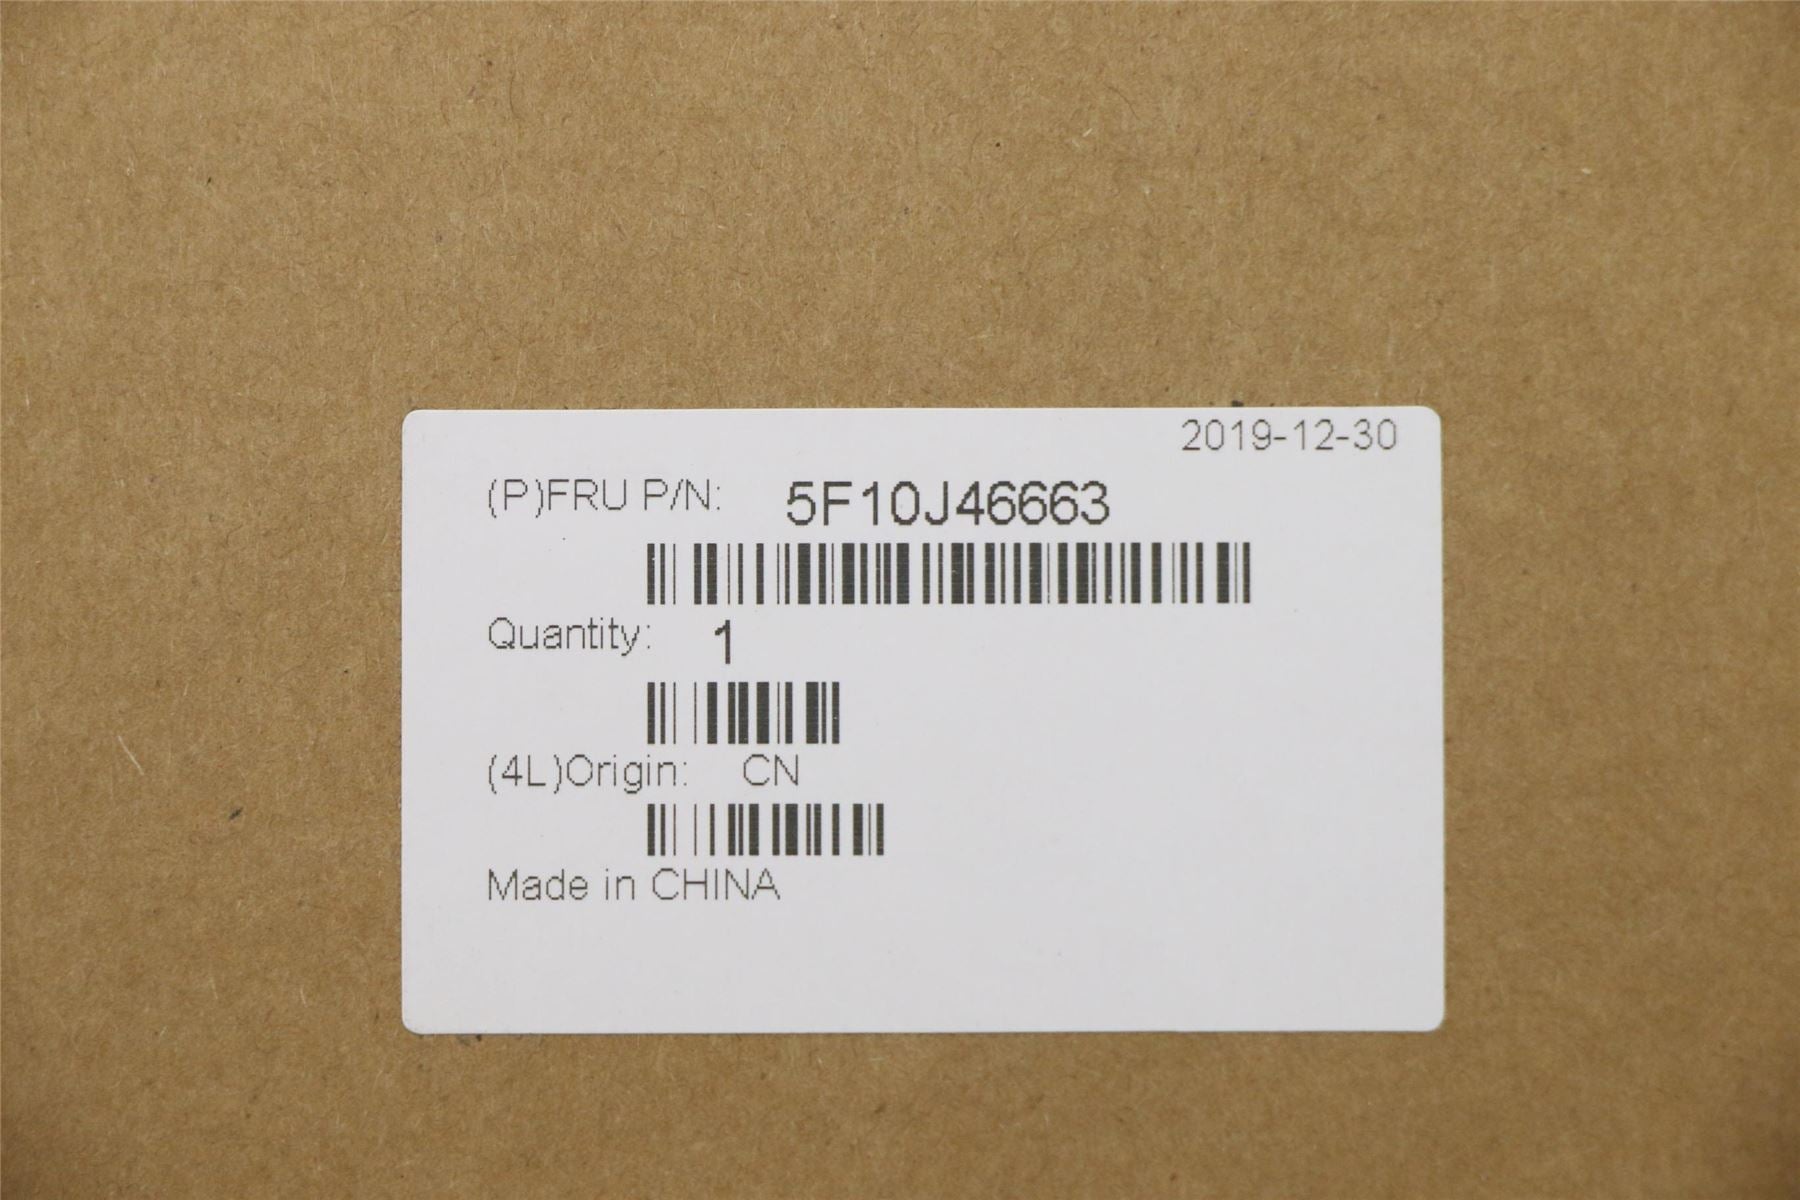 2019-12-30
(P)FRU P/N: 5F10J46663
Quantity: 1
(4L)Origin: CN
Made in CHINA